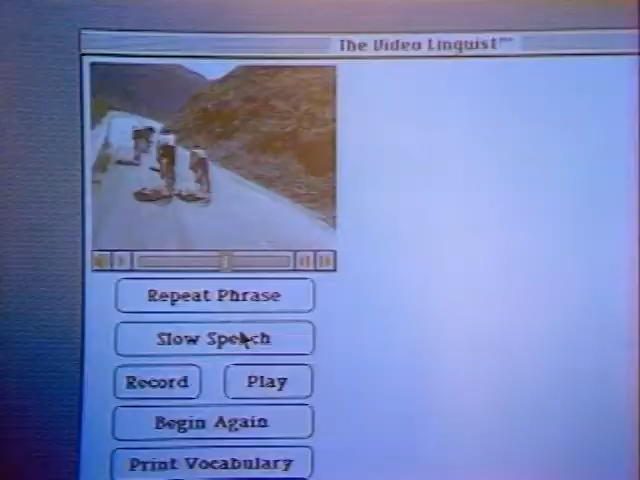 The Video Linguist™
Repeat Phrase
Slow Speech
Record Play
Begin Again
Print Vocabulary